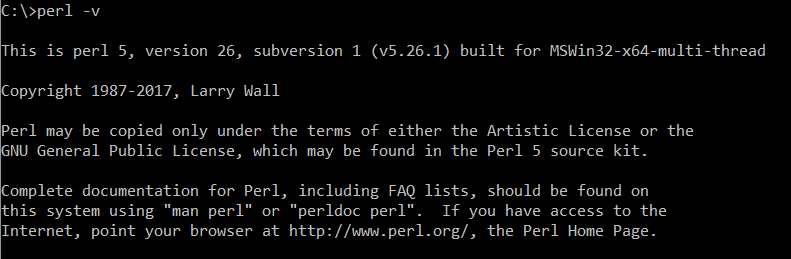 C:\>perl -v
This is perl 5, version 26, subversion 1 (v5.26.1) built for MSWin32-x64-multi-thread
Copyright 1987-2017, Larry Wall
Perl may be copied only under the terms of either the Artistic License or the
GNU General Public License, which may be found in the Perl 5 source kit.
Complete documentation for Perl, including FAQ lists, should be found on
this system using "man perl" or "perldoc perl".  If you have access to the
Internet, point your browser at http://www.perl.org/, the Perl Home Page.